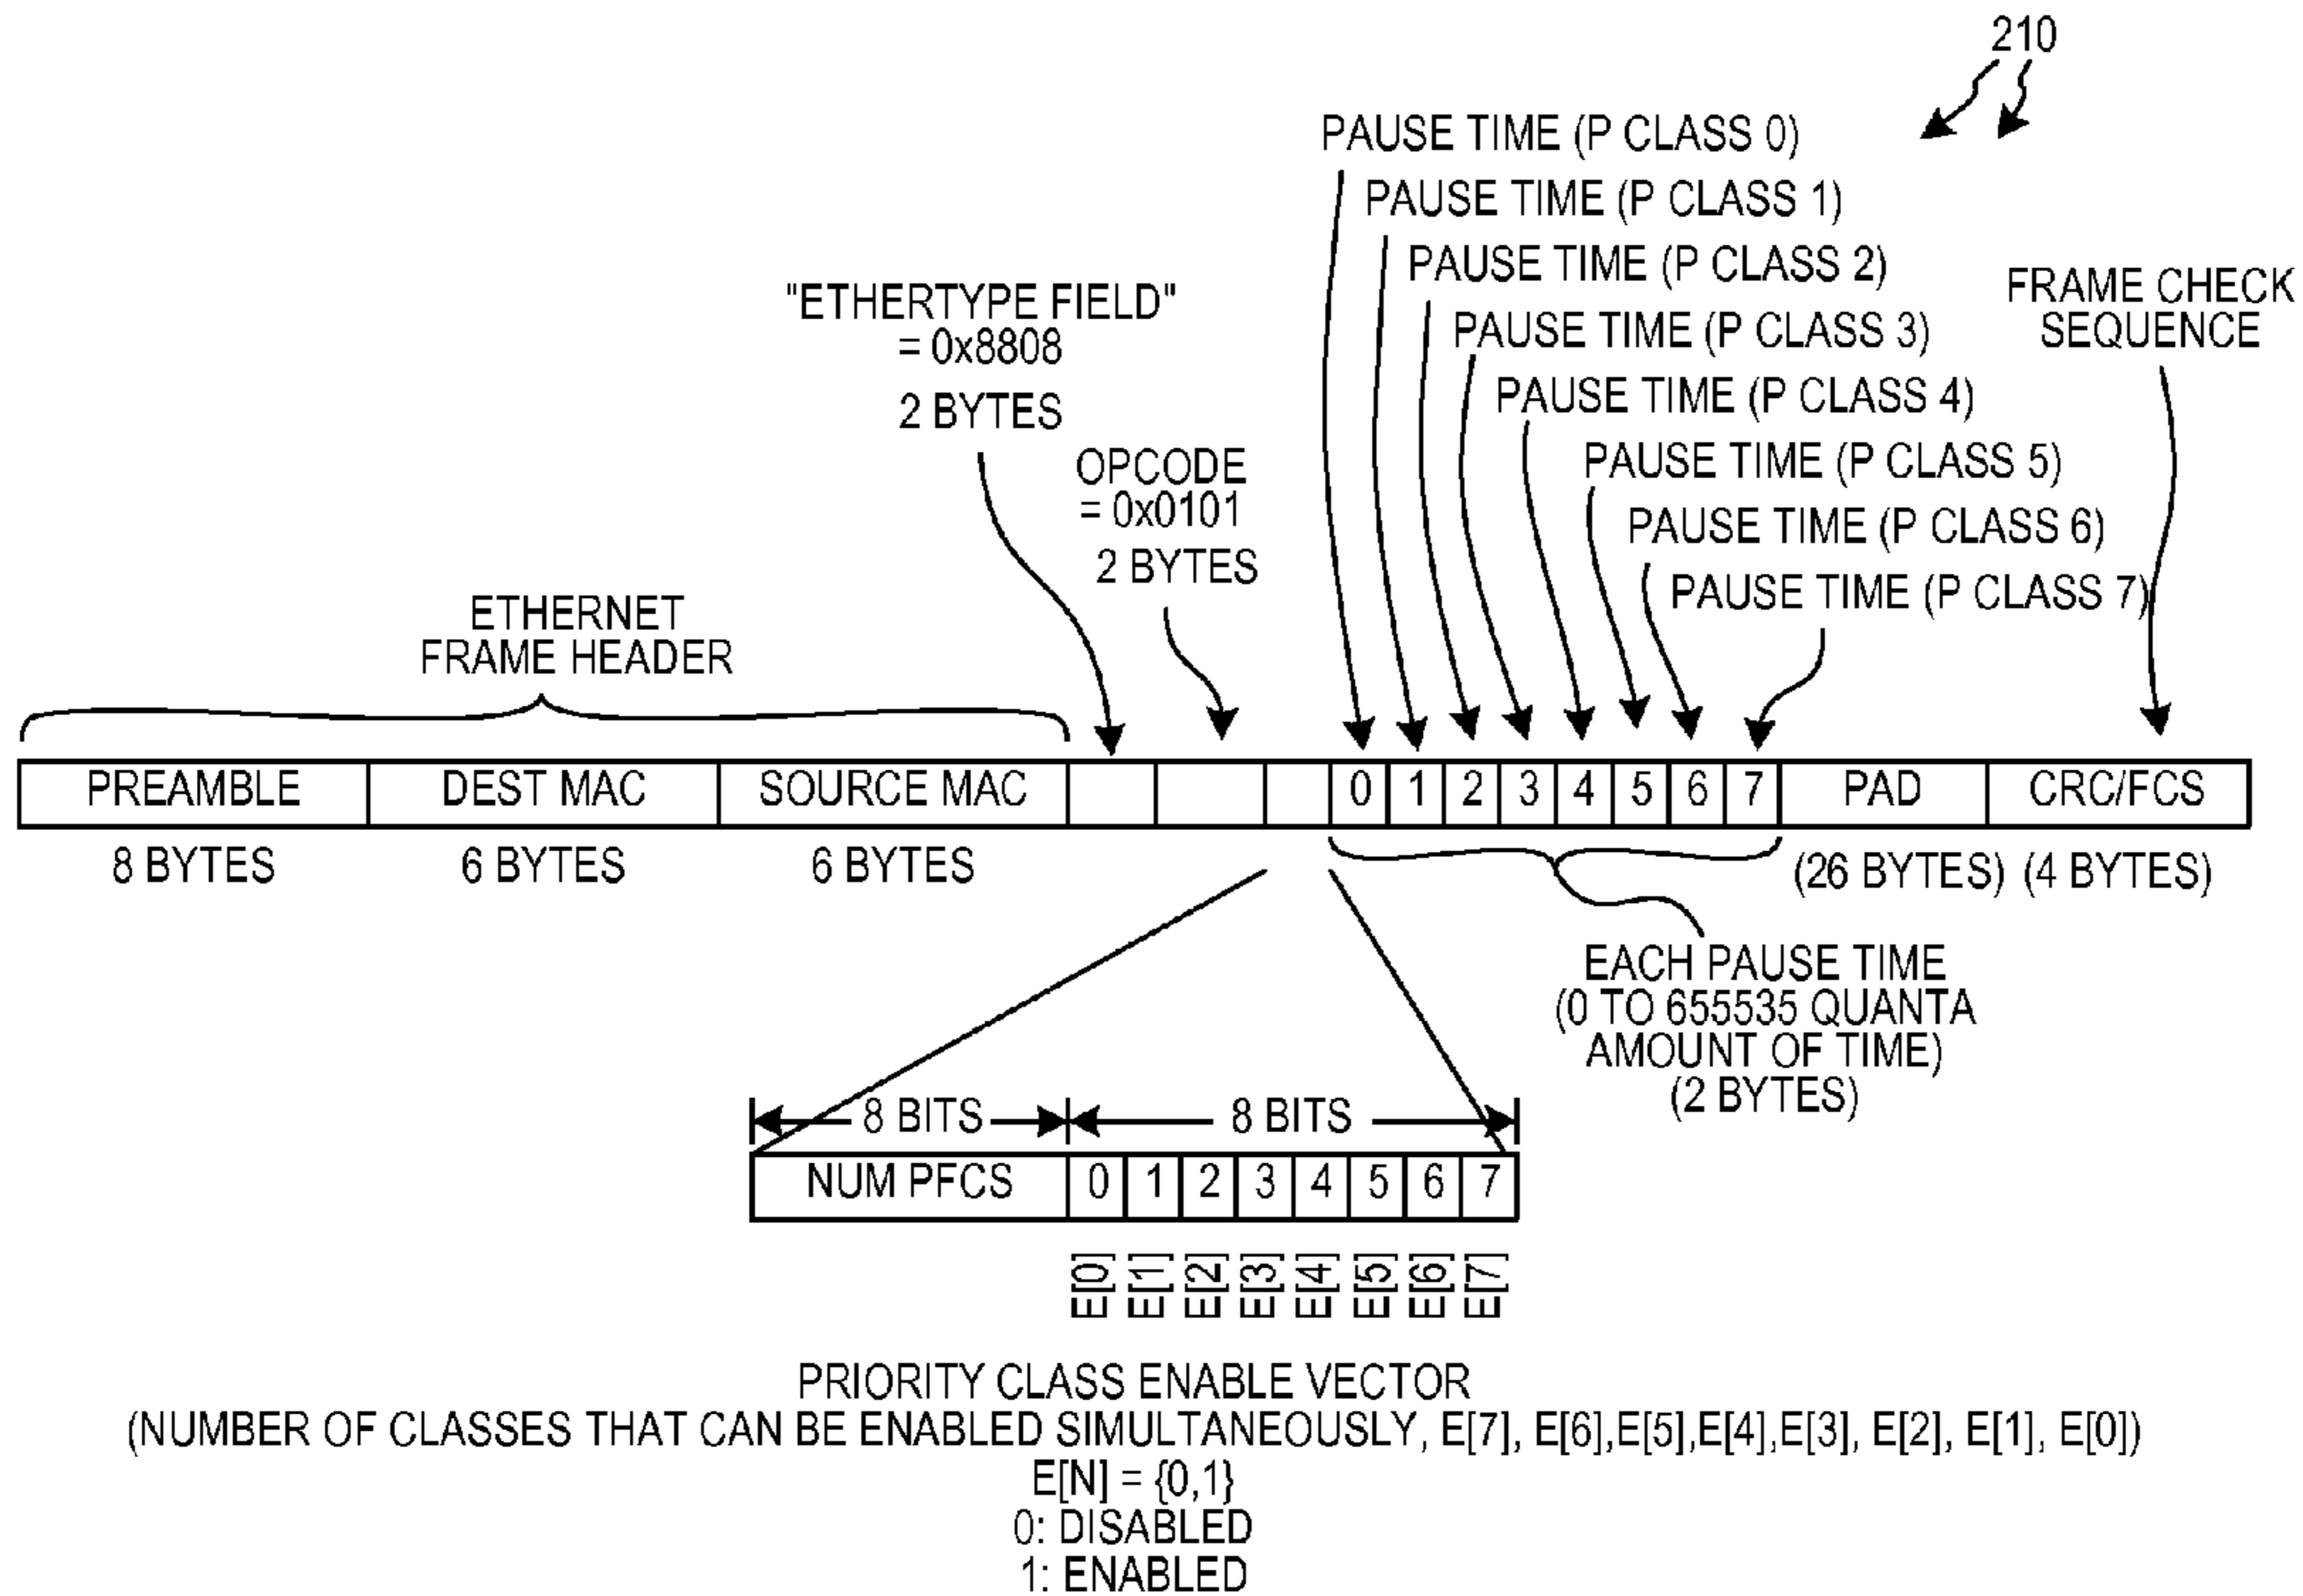 210
PAUSE TIME (P CLASS 0)
PAUSE TIME (P CLASS 1)
PAUSE TIME (P CLASS 2)
PAUSE TIME (P CLASS 3)
PAUSE TIME (P CLASS 4)
PAUSE TIME (P CLASS 5)
PAUSE TIME (P CLASS 6)
PAUSE TIME (P CLASS 7)
FRAME CHECK
SEQUENCE
"ETHERTYPE FIELD"
= 0x8808
2 BYTES
OPCODE
= 0x0101
2 BYTES
ETHERNET
FRAME HEADER
PREAMBLE DEST MAC SOURCE MAC 0 1 2 3 4 5 6 7 PAD CRC/FCS
8 BYTES 6 BYTES 6 BYTES (26 BYTES) (4 BYTES)
EACH PAUSE TIME
(0 TO 655535 QUANTA
AMOUNT OF TIME)
(2 BYTES)
8 BITS 8 BITS
NUM PFCS 0 1 2 3 4 5 6 7
E[0] E[1] E[2] E[3] E[4] E[5] E[6] E[7]
PRIORITY CLASS ENABLE VECTOR
(NUMBER OF CLASSES THAT CAN BE ENABLED SIMULTANEOUSLY, E[7], E[6],E[5],E[4],E[3], E[2], E[1], E[0])
E[N] = {0,1}
0: DISABLED
1: ENABLED